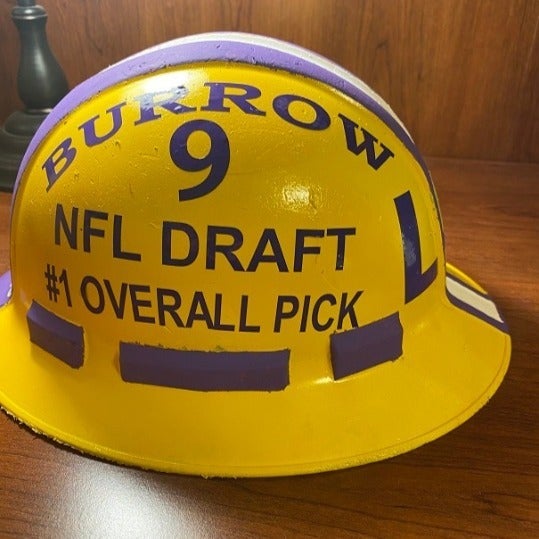 BURROW
9
NFL DRAFT
#1 OVERALL PICK
L